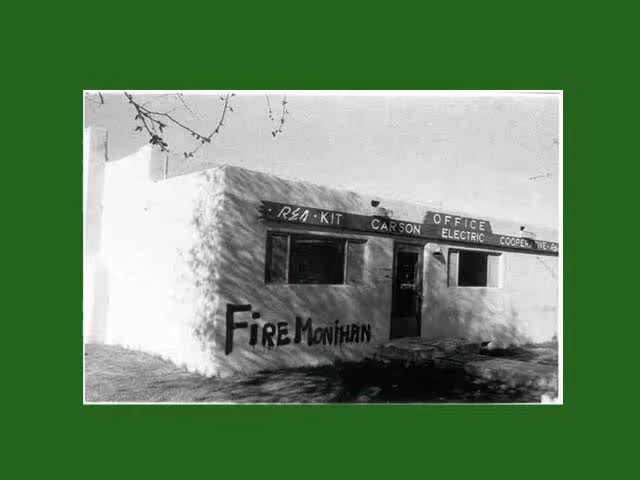 OFFICE
· REA · KIT CARSON ELECTRIC COOPERATIVE ·
FiRE MoNiHAN